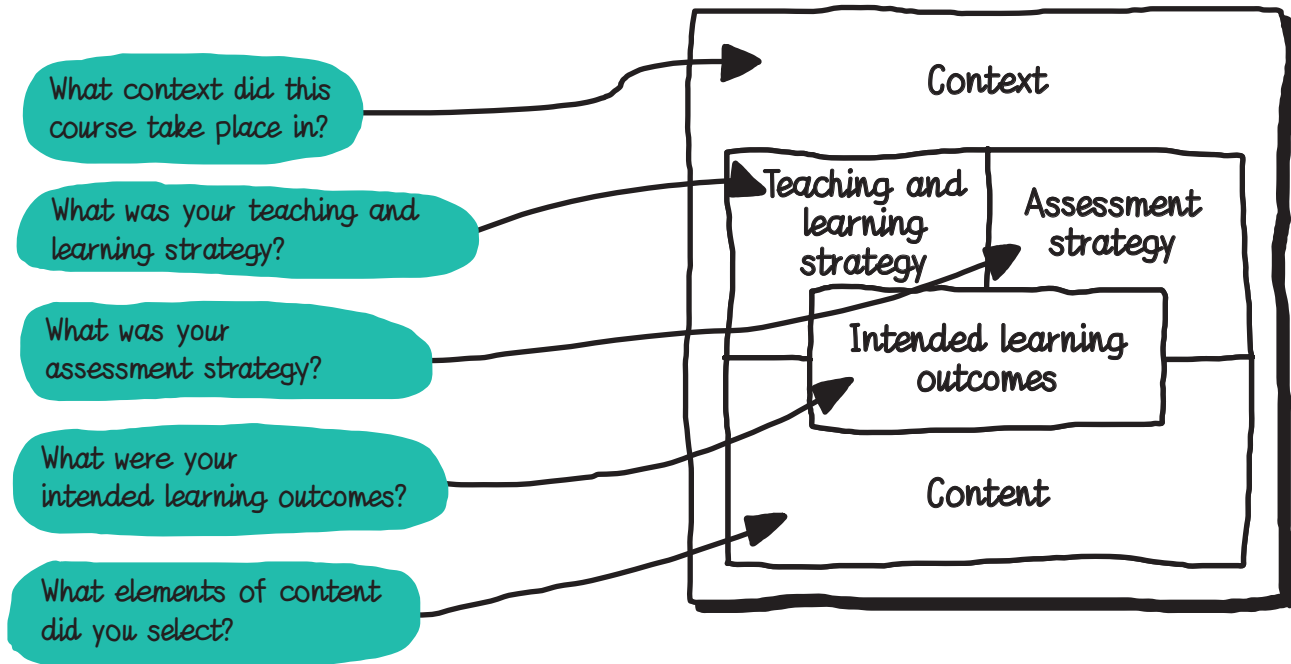 What context did this
course take place in?
What was your teaching and
learning strategy?
What was your
assessment strategy?
What were your
intended learning outcomes?
What elements of content
did you select?
Context
Teaching and
learning
strategy
Assessment
strategy
Intended learning
outcomes
Content